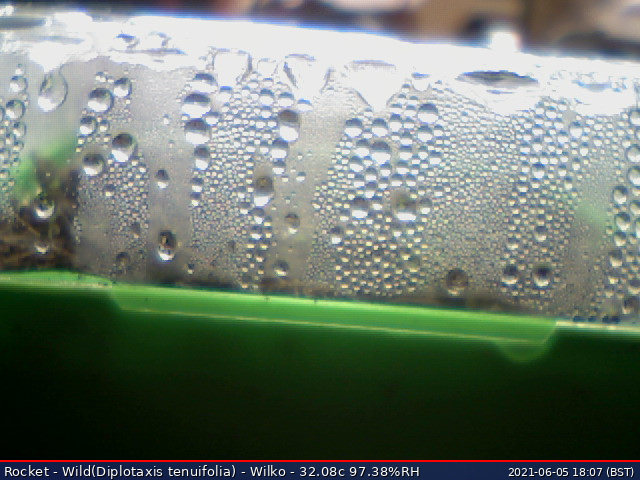 Rocket - Wild(Diplotaxis tenuifolia) - Wilko - 32.08c 97.38%RH 2021-06-05 18:07 (BST)